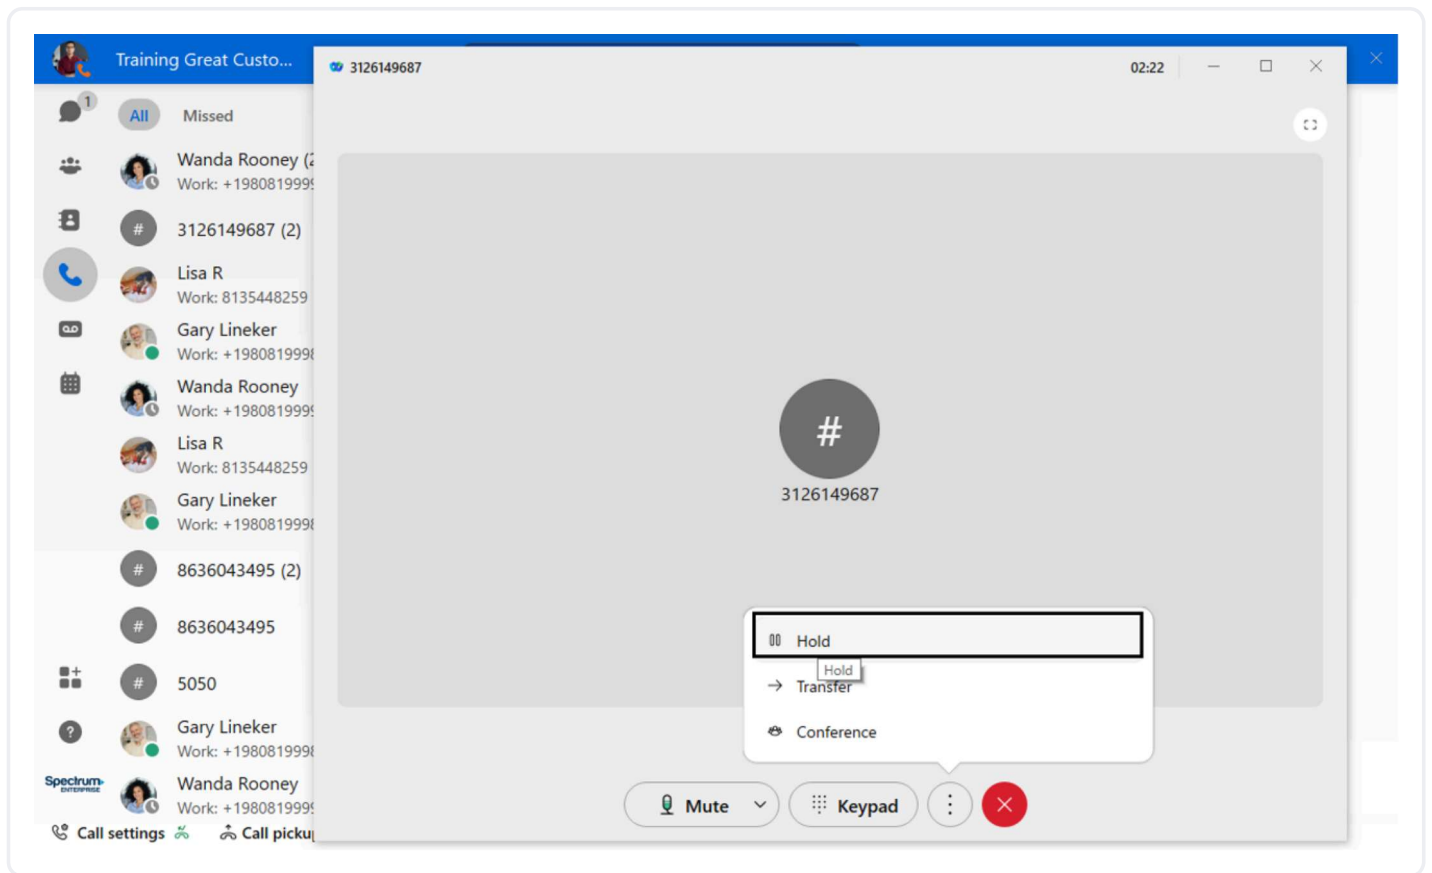 Training Great Custo...
3126149687
02:22
1
All
Missed
Wanda Rooney (2
Work: +1980819999
#
3126149687 (2)
Lisa R
Work: 8135448259
Gary Lineker
Work: +1980819998
Wanda Rooney
Work: +1980819999
Lisa R
Work: 8135448259
Gary Lineker
Work: +1980819998
#
8636043495 (2)
#
8636043495
#
5050
Gary Lineker
Work: +1980819998
Spectrum
ENTERPRISE
Wanda Rooney
Work: +1980819999
Call settings
Call pickup
#
3126149687
Hold
Hold
Transfer
Conference
Mute
Keypad